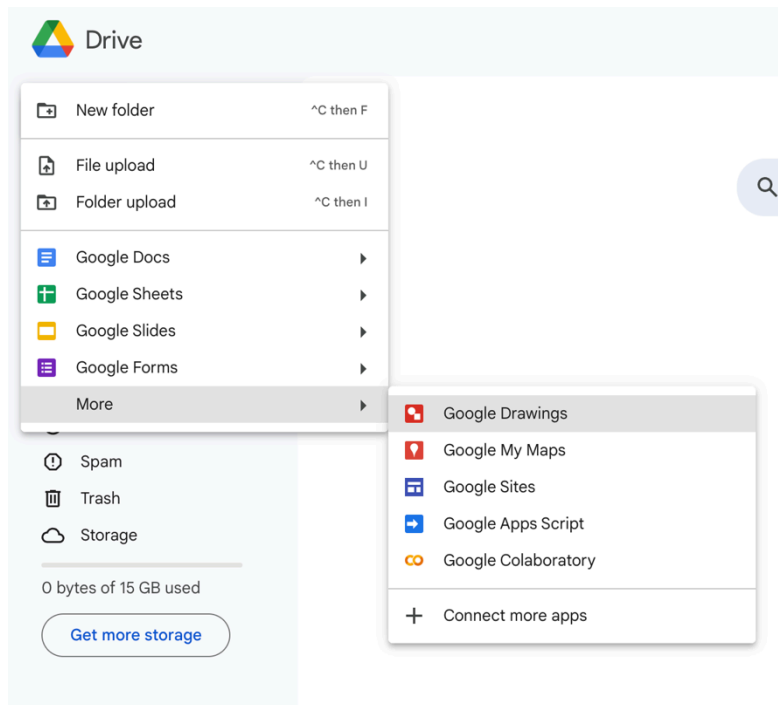 Drive
New folder ^C then F
File upload ^C then U
Folder upload ^C then I
Google Docs
Google Sheets
Google Slides
Google Forms
More
Google Drawings
Google My Maps
Google Sites
Google Apps Script
Google Colaboratory
Connect more apps
Spam
Trash
Storage
0 bytes of 15 GB used
Get more storage